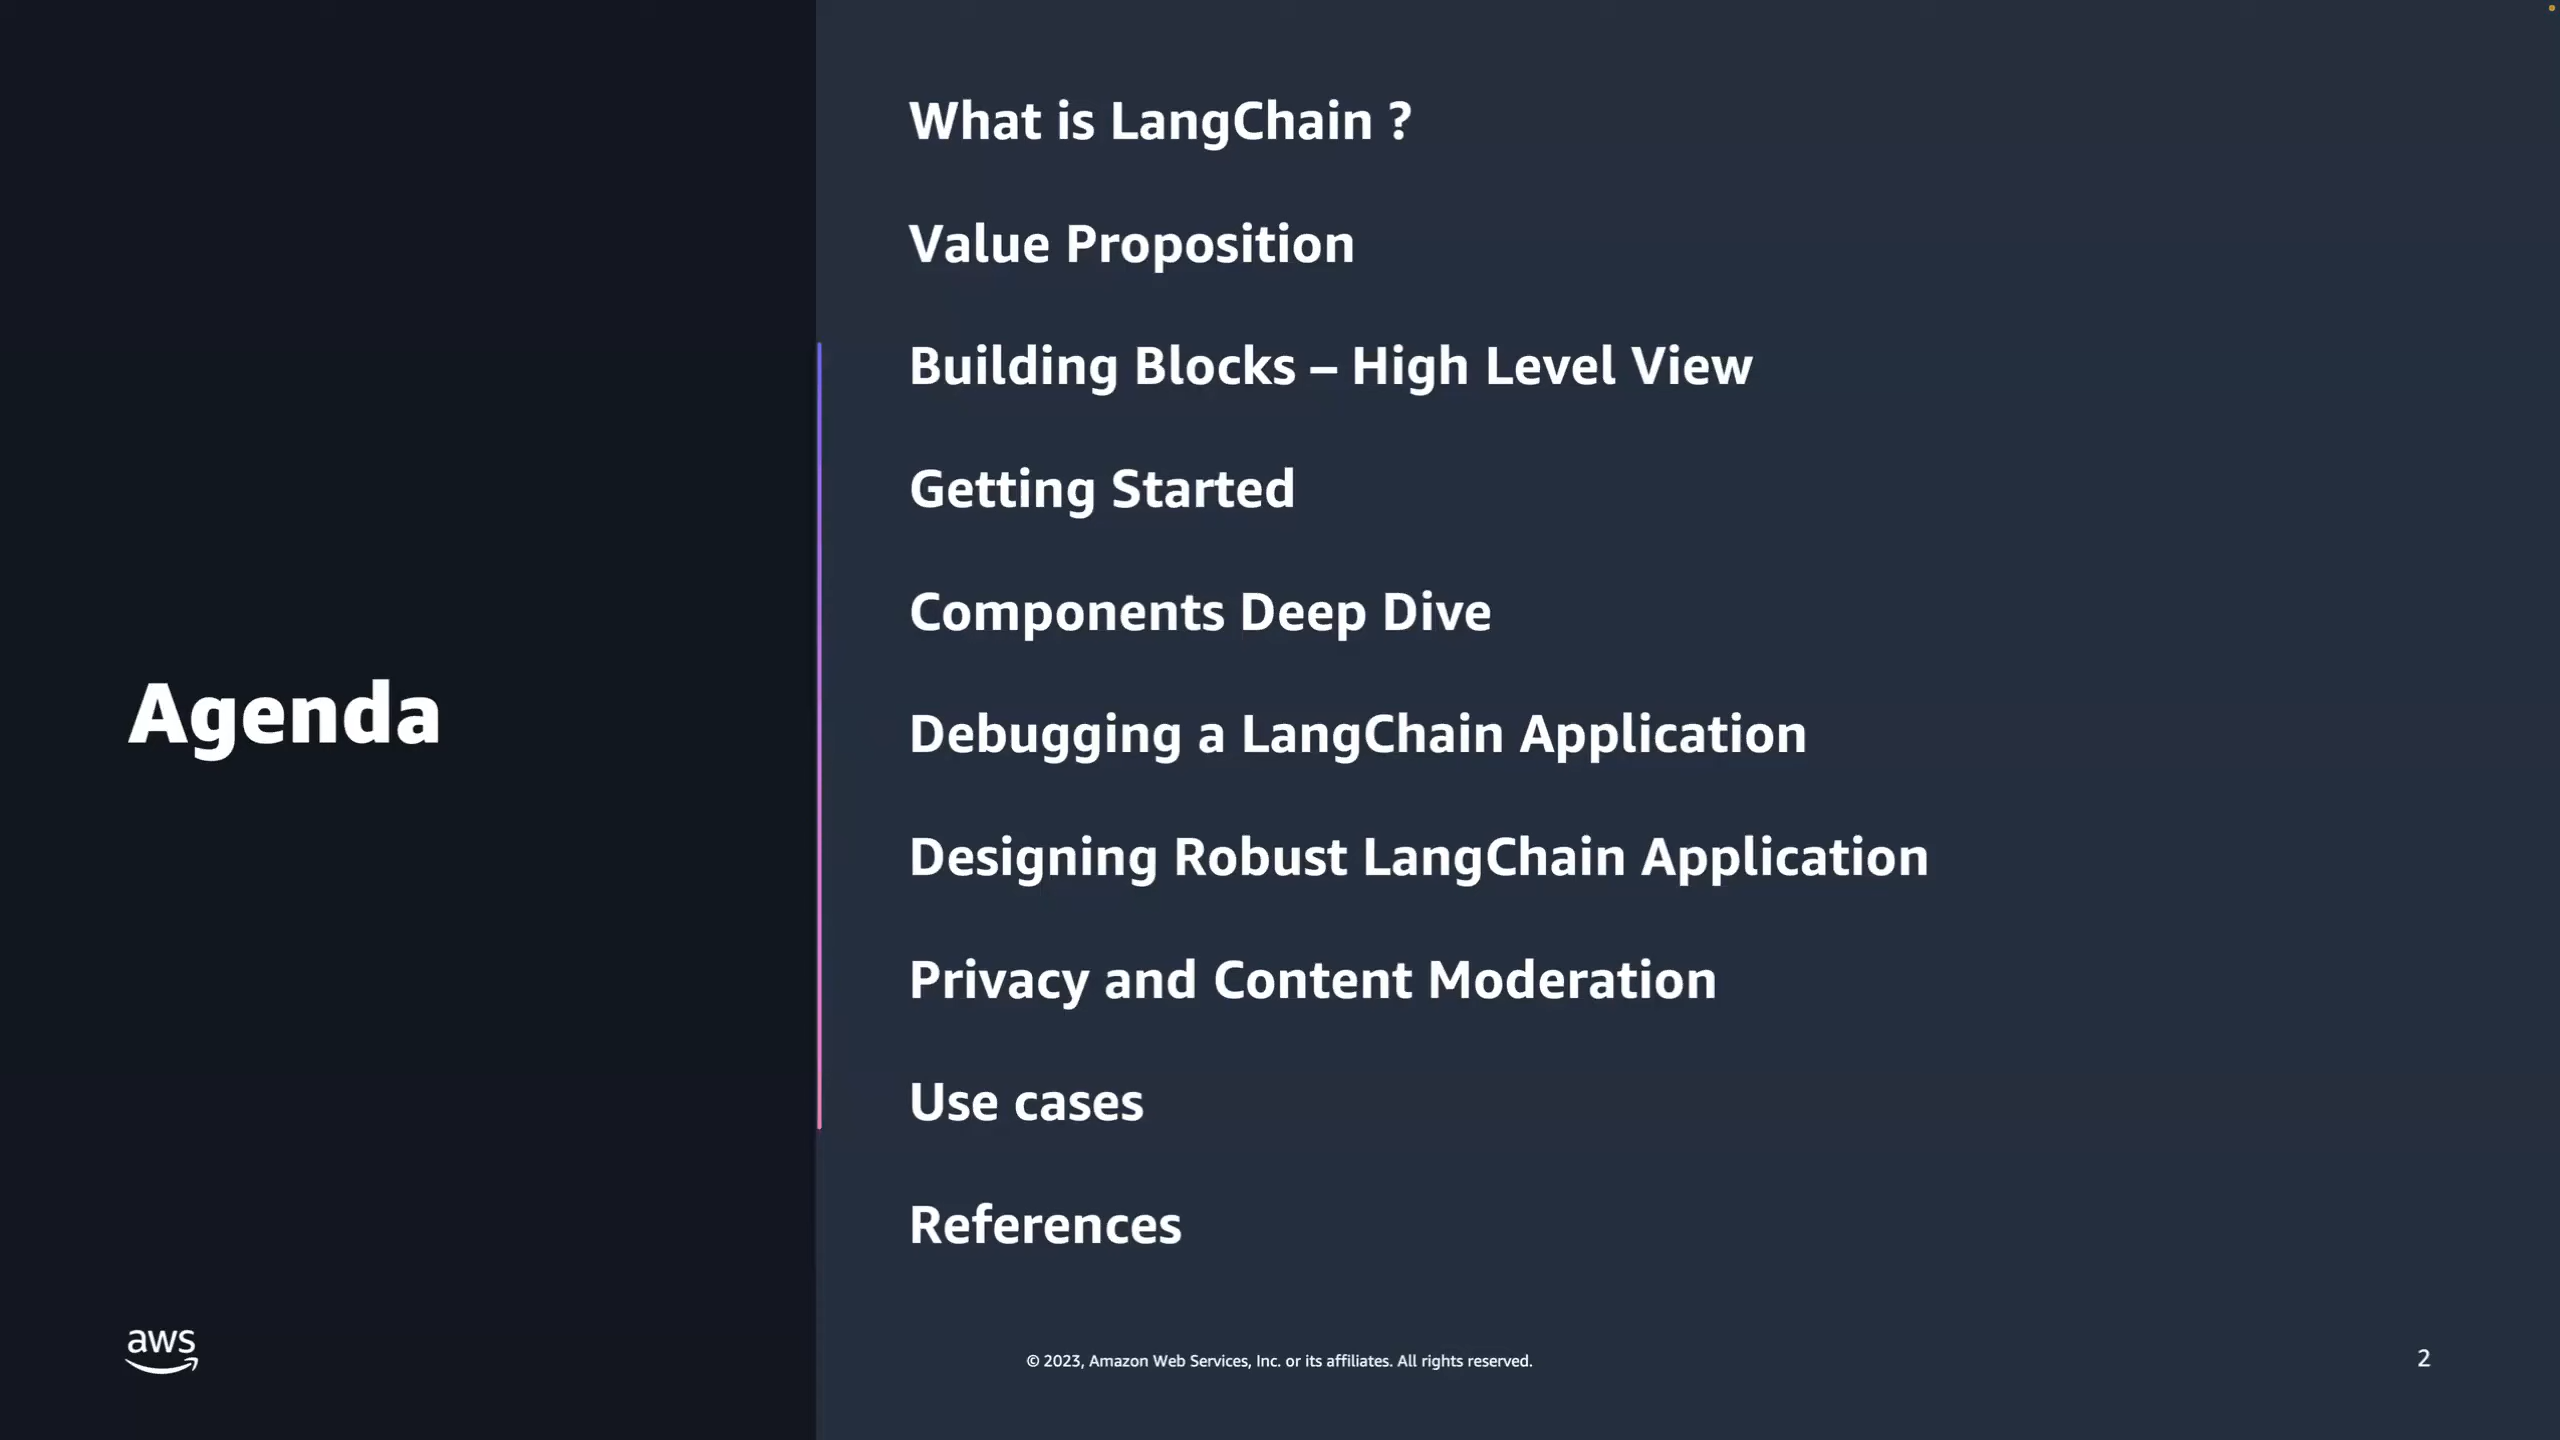 Agenda
What is LangChain ?
Value Proposition
Building Blocks – High Level View
Getting Started
Components Deep Dive
Debugging a LangChain Application
Designing Robust LangChain Application
Privacy and Content Moderation
Use cases
References
aws
© 2023, Amazon Web Services, Inc. or its affiliates. All rights reserved.
2